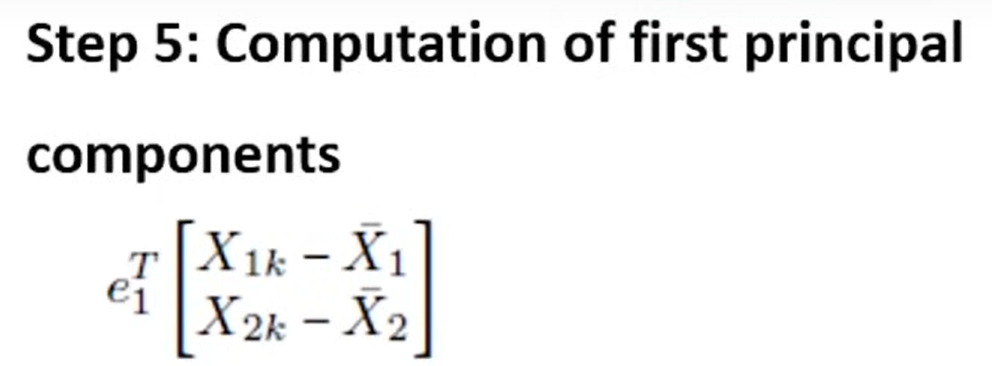 Step 5: Computation of first principal
components
e₁ᵀ [X₁ₖ − X̄₁
X₂ₖ − X̄₂]